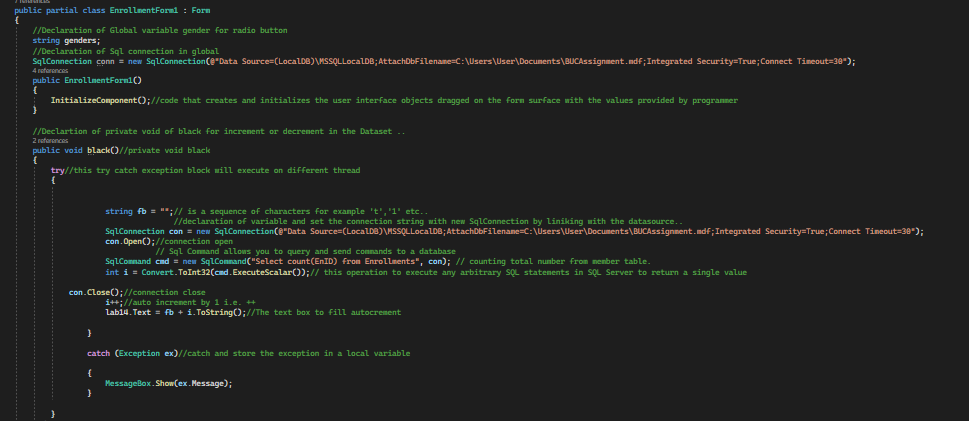 7 references
public partial class EnrollmentForm1 : Form
{
//Declaration of Global variable gender for radio button
string genders;
//Declaration of Sql connection in global
SqlConnection conn = new SqlConnection(@"Data Source=(LocalDB)\MSSQLLocalDB;AttachDbFilename=C:\Users\User\Documents\BUCAssignment.mdf;Integrated Security=True;Connect Timeout=30");
4 references
public EnrollmentForm1()
{
InitializeComponent();//code that creates and initializes the user interface objects dragged on the form surface with the values provided by programmer
}
//Declartion of private void of black for increment or decrement in the Dataset ..
2 references
public void black()//private void black
{
try//this try catch exception block will execute on different thread
{
string fb = "";// is a sequence of characters for example 't','1' etc..
//declaration of variable and set the connection string with new SqlConnection by liniking with the datasource..
SqlConnection con = new SqlConnection(@"Data Source=(LocalDB)\MSSQLLocalDB;AttachDbFilename=C:\Users\User\Documents\BUCAssignment.mdf;Integrated Security=True;Connect Timeout=30");
con.Open();//connection open
// Sql Command allows you to query and send commands to a database
SqlCommand cmd = new SqlCommand("Select count(EnID) from Enrollments", con); // counting total number from member table.
int i = Convert.ToInt32(cmd.ExecuteScalar());// this operation to execute any arbitrary SQL statements in SQL Server to return a single value
con.Close();//connection close
i++;//auto increment by 1 i.e. ++
lab14.Text = fb + i.ToString();//The text box to fill autocrement
}
catch (Exception ex)//catch and store the exception in a local variable
{
MessageBox.Show(ex.Message);
}
}